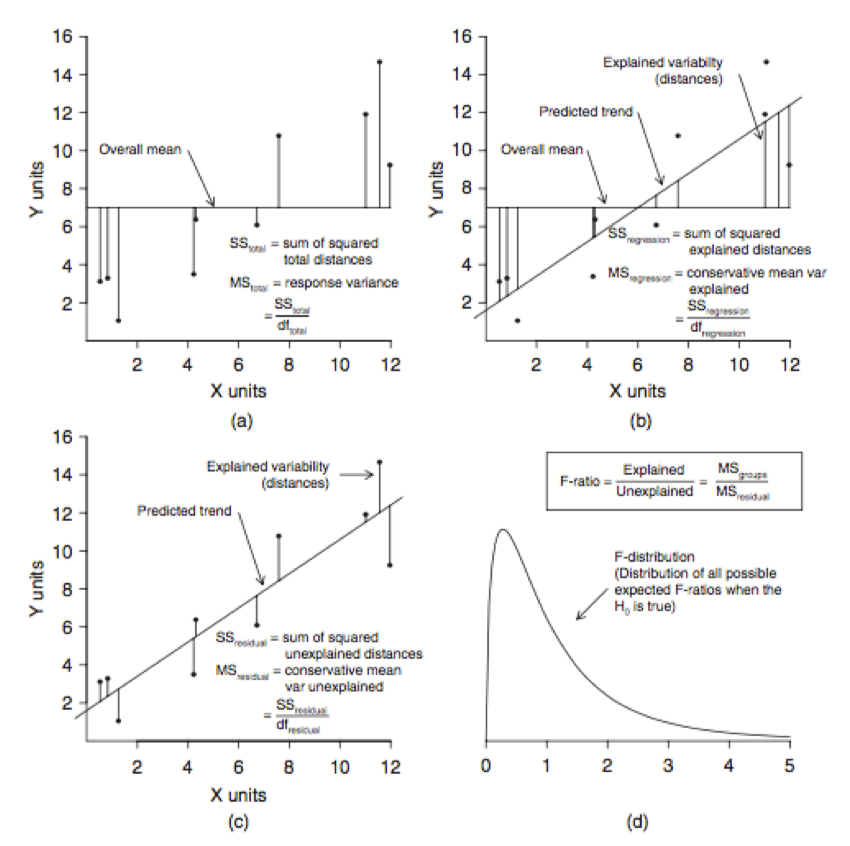 16
14
12
10
8
6
4
2
Y units
Overall mean
SStotal = sum of squared
total distances
MStotal = response variance
= SStotal
dftotal
2 4 6 8 10 12
X units
(a)
16
14
12
10
8
6
4
2
Y units
Explained variabilty
(distances)
Predicted trend
Overall mean
SSregression = sum of squared
explained distances
MSregression = conservative mean var
explained
= SSregression
dfregression
2 4 6 8 10 12
X units
(b)
16
14
12
10
8
6
4
2
Y units
Explained variability
(distances)
Predicted trend
SSresidual = sum of squared
unexplained distances
MSresidual = conservative mean
var unexplained
= SSresidual
dfresidual
2 4 6 8 10 12
X units
(c)
F-ratio = Explained = MSgroups
Unexplained MSresidual
F-distribution
(Distribution of all possible
expected F-ratios when the
H0 is true)
0 1 2 3 4 5
(d)